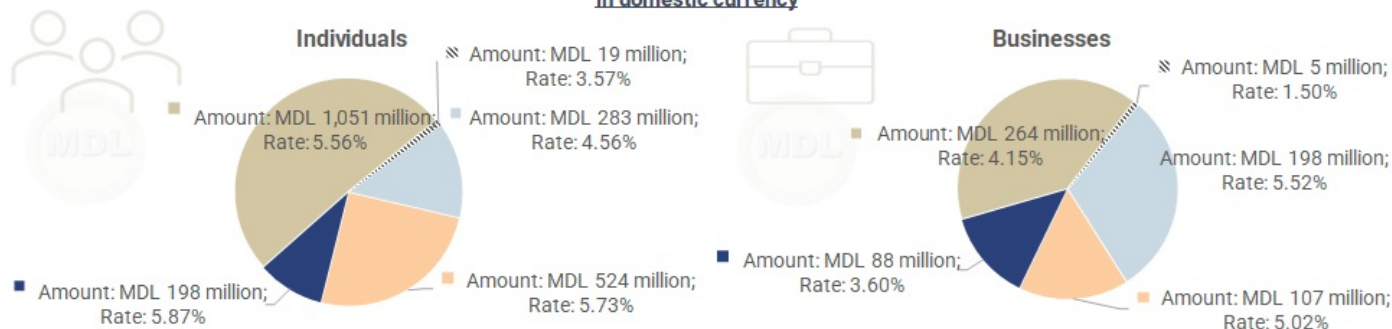 in domestic currency
Individuals
Amount: MDL 19 million;
Rate: 3.57%
Amount: MDL 1,051 million;
Rate: 5.56%
Amount: MDL 283 million;
Rate: 4.56%
MDL
Amount: MDL 198 million;
Rate: 5.87%
Amount: MDL 524 million;
Rate: 5.73%
Businesses
Amount: MDL 5 million;
Rate: 1.50%
Amount: MDL 264 million;
Rate: 4.15%
MDL
Amount: MDL 198 million;
Rate: 5.52%
Amount: MDL 88 million;
Rate: 3.60%
Amount: MDL 107 million;
Rate: 5.02%